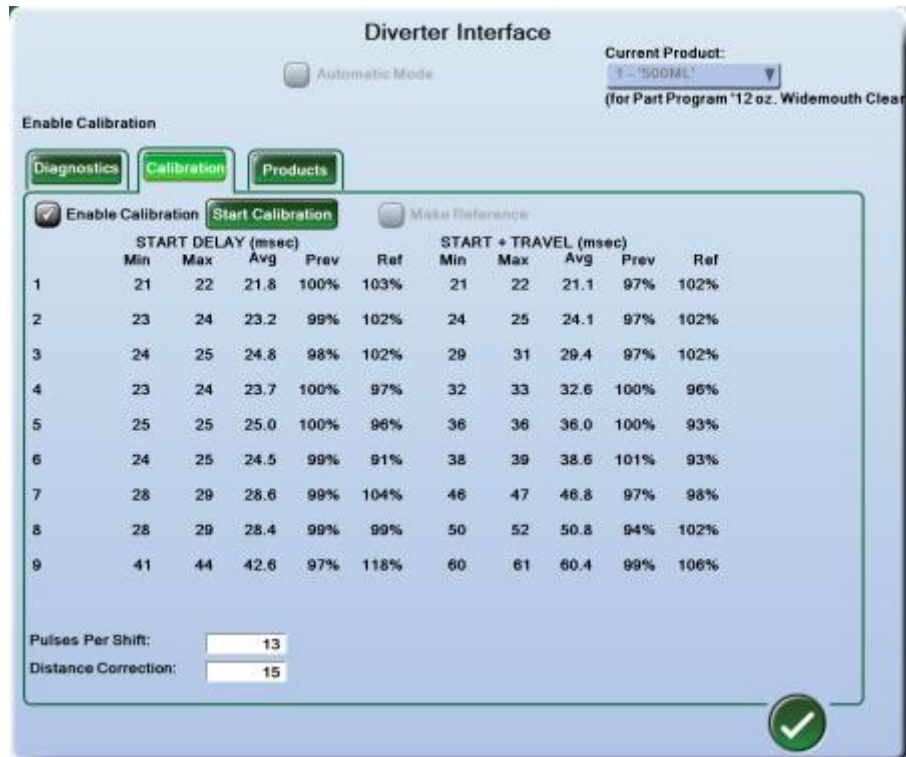 Diverter Interface
Automatic Mode
Current Product:
1 - '500ML'
(for Part Program "12 oz. Widemouth Clear
Enable Calibration
Diagnostics Calibration Products
Enable Calibration Start Calibration Make Reference
START DELAY (msec) START + TRAVEL (msec)
Min Max Avg Prev Ref Min Max Avg Prev Ref
1 21 22 21.8 100% 103% 21 22 21.1 97% 102%
2 23 24 23.2 99% 102% 24 25 24.1 97% 102%
3 24 25 24.8 98% 102% 29 31 29.4 97% 102%
4 23 24 23.7 100% 97% 32 33 32.6 100% 96%
5 25 25 25.0 100% 96% 36 36 36.0 100% 93%
6 24 25 24.5 99% 91% 38 39 38.6 101% 93%
7 28 29 28.6 99% 104% 46 47 46.8 97% 98%
8 28 29 28.4 99% 99% 50 52 50.8 94% 102%
9 41 44 42.6 97% 118% 60 61 60.4 99% 106%
Pulses Per Shift: 13
Distance Correction: 15